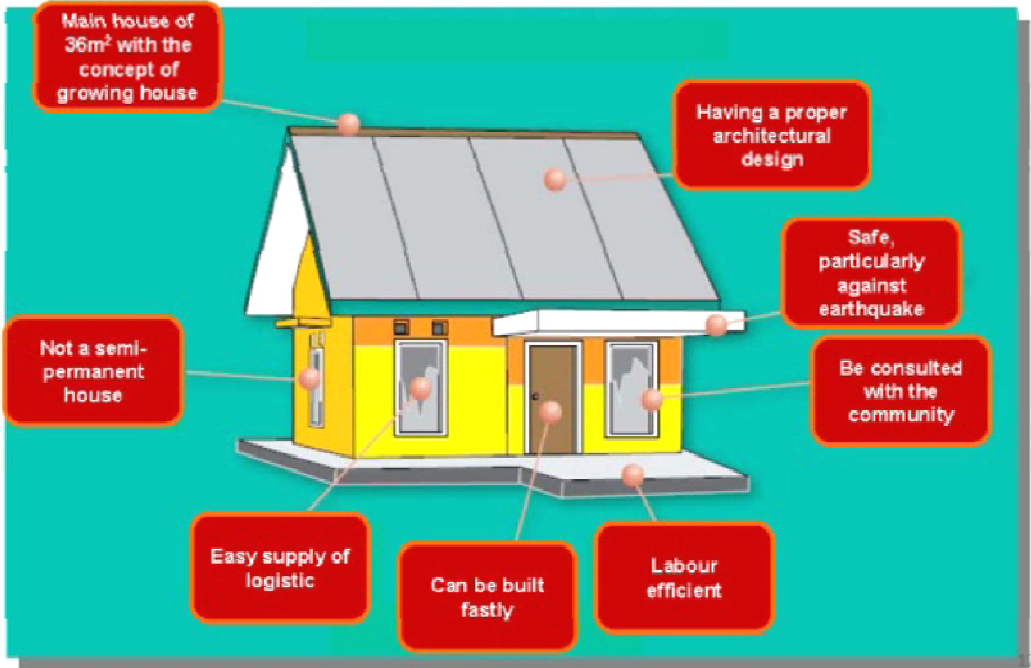 Main house of
36m² with the
concept of
growing house
Having a proper
architectural
design
Safe,
particularly
against
earthquake
Not a semi-
permanent
house
Be consulted
with the
community
Easy supply of
logistic
Can be built
fastly
Labour
efficient